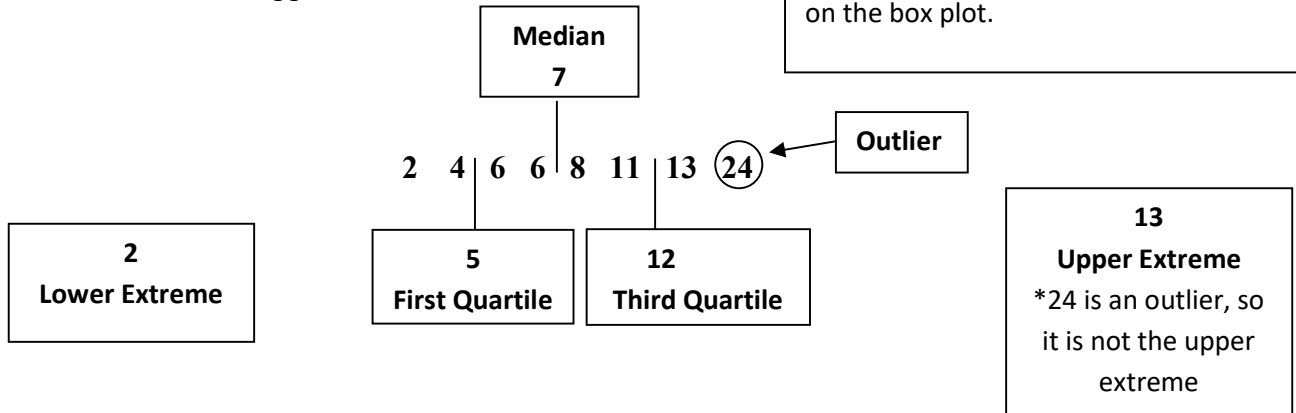 on the box plot.
Median
7
Outlier
2 4 6 6 8 11 13 24
2
Lower Extreme
5
First Quartile
12
Third Quartile
13
Upper Extreme
*24 is an outlier, so
it is not the upper
extreme